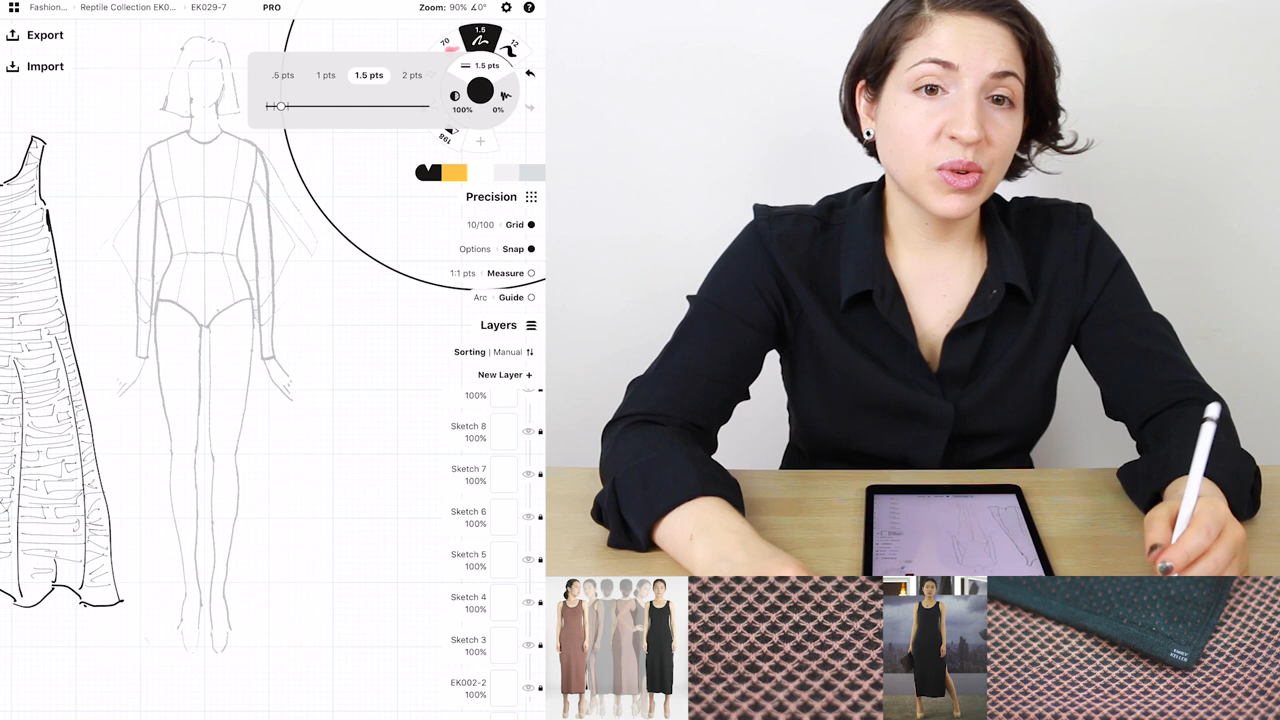 Fashion... › Reptile Collection EK0... › EK029-7
PRO
Zoom: 90% ∡0°
Export
Import
70
1.5
12
1.5 pts
.5 pts
1 pts
1.5 pts
2 pts
100%
0%
198
Precision
10/100 ‹ Grid
Options ‹ Snap
1:1 pts ‹ Measure
Arc ‹ Guide
Layers
Sorting | Manual
New Layer +
100%
Sketch 8
100%
Sketch 7
100%
Sketch 6
100%
Sketch 5
100%
Sketch 4
100%
Sketch 3
100%
EK002-2
100%